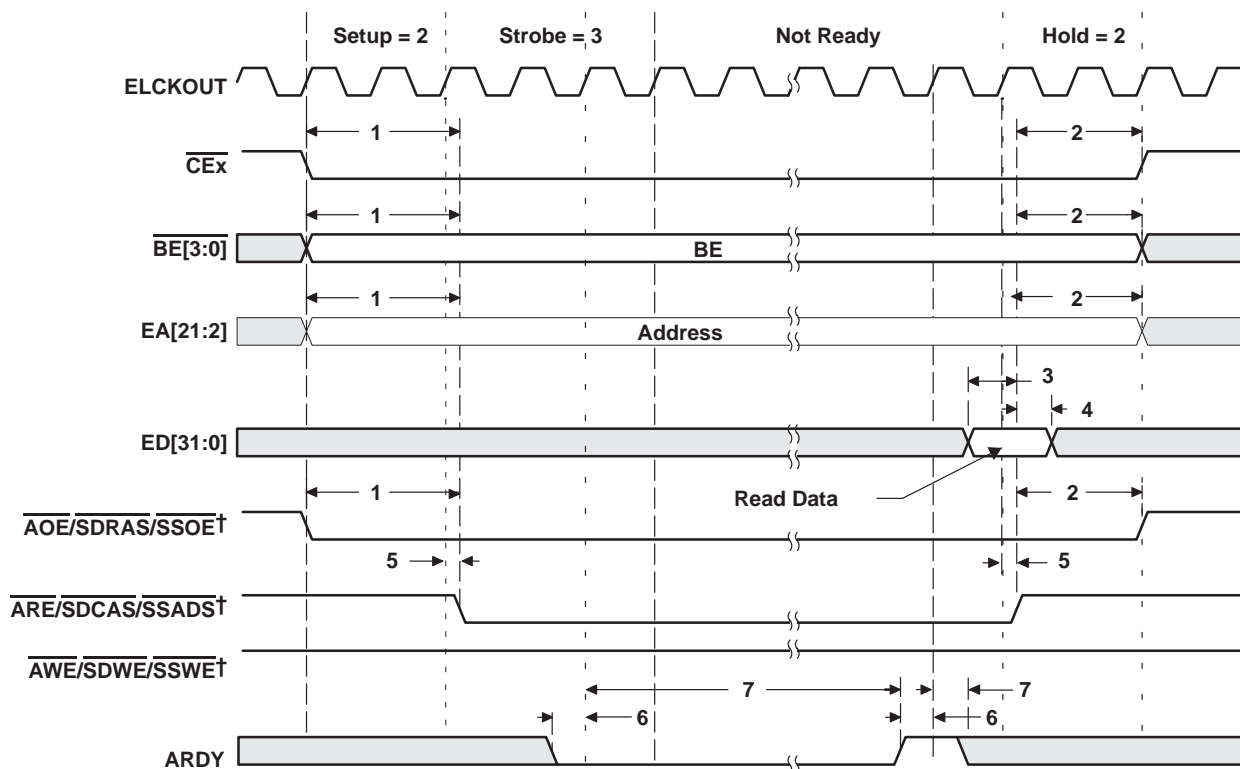 Setup = 2 Strobe = 3 Not Ready Hold = 2
ELCKOUT
1 2
CEx
1 2
BE[3:0] BE
1 2
EA[21:2] Address
3
4
ED[31:0]
Read Data
1 2
AOE/SDRAS/SSOE†
5 5
ARE/SDCAS/SSADS†
AWE/SDWE/SSWE†
7 7
6 6
ARDY